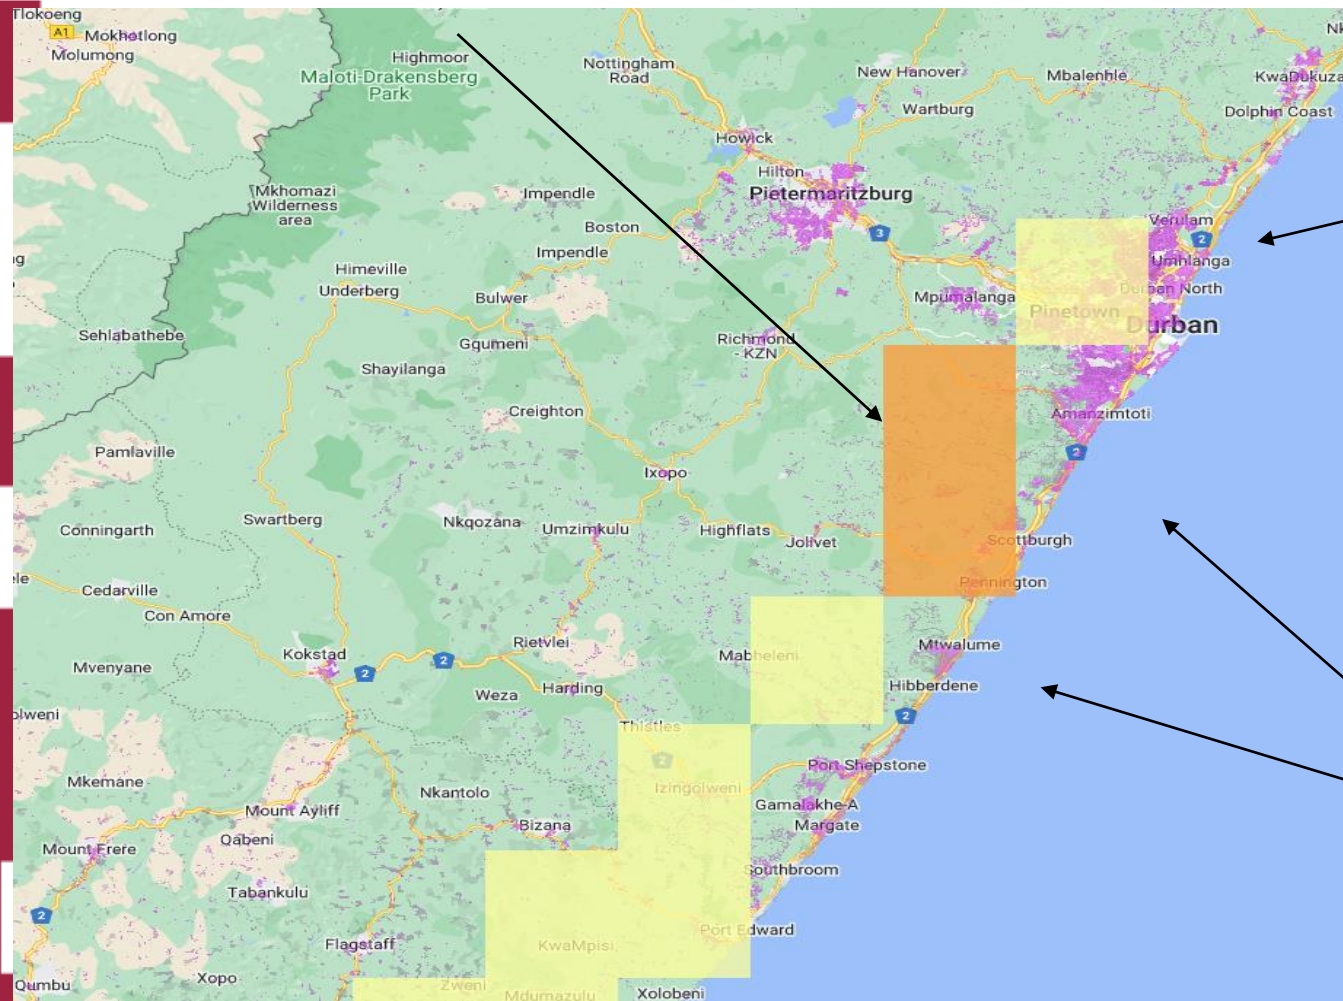 Tlokoeng
A1
Mokhotlong
Molumong
Highmoor
Maloti-Drakensberg
Park
Nottingham
Road
New Hanover
Mbalenhle
KwaDukuza
Wartburg
Dolphin Coast
Howick
Hilton
Pietermaritzburg
Mkhomazi
Wilderness
area
Impendle
Boston
3
Verulam
2
Impendle
Umhlanga
Himeville
Underberg
Bulwer
Mpumalanga
Durban North
Pinetown
Durban
Sehlabathebe
Gqumeni
Richmond
- KZN
Shayilanga
Creighton
Amanzimtoti
Pamlaville
2
Ixopo
Swartberg
Nkqozana
Umzimkulu
Highflats
Jolivet
Conningarth
Scottburgh
Cedarville
Pennington
Con Amore
Rietvlei
Mtwalume
Kokstad
2
2
Mabheleni
Mvenyane
Weza
Harding
Hibberdene
2
Thistles
2
Port Shepstone
Mkemane
Nkantolo
Izingolweni
Gamalakhe-A
Mount Ayliff
Margate
Bizana
Qabeni
Mount Frere
Southbroom
Tabankulu
2
Port Edward
Flagstaff
KwaMpisi
Xopo
Qumbu
Zweni
Mdumazulu
Xolobeni